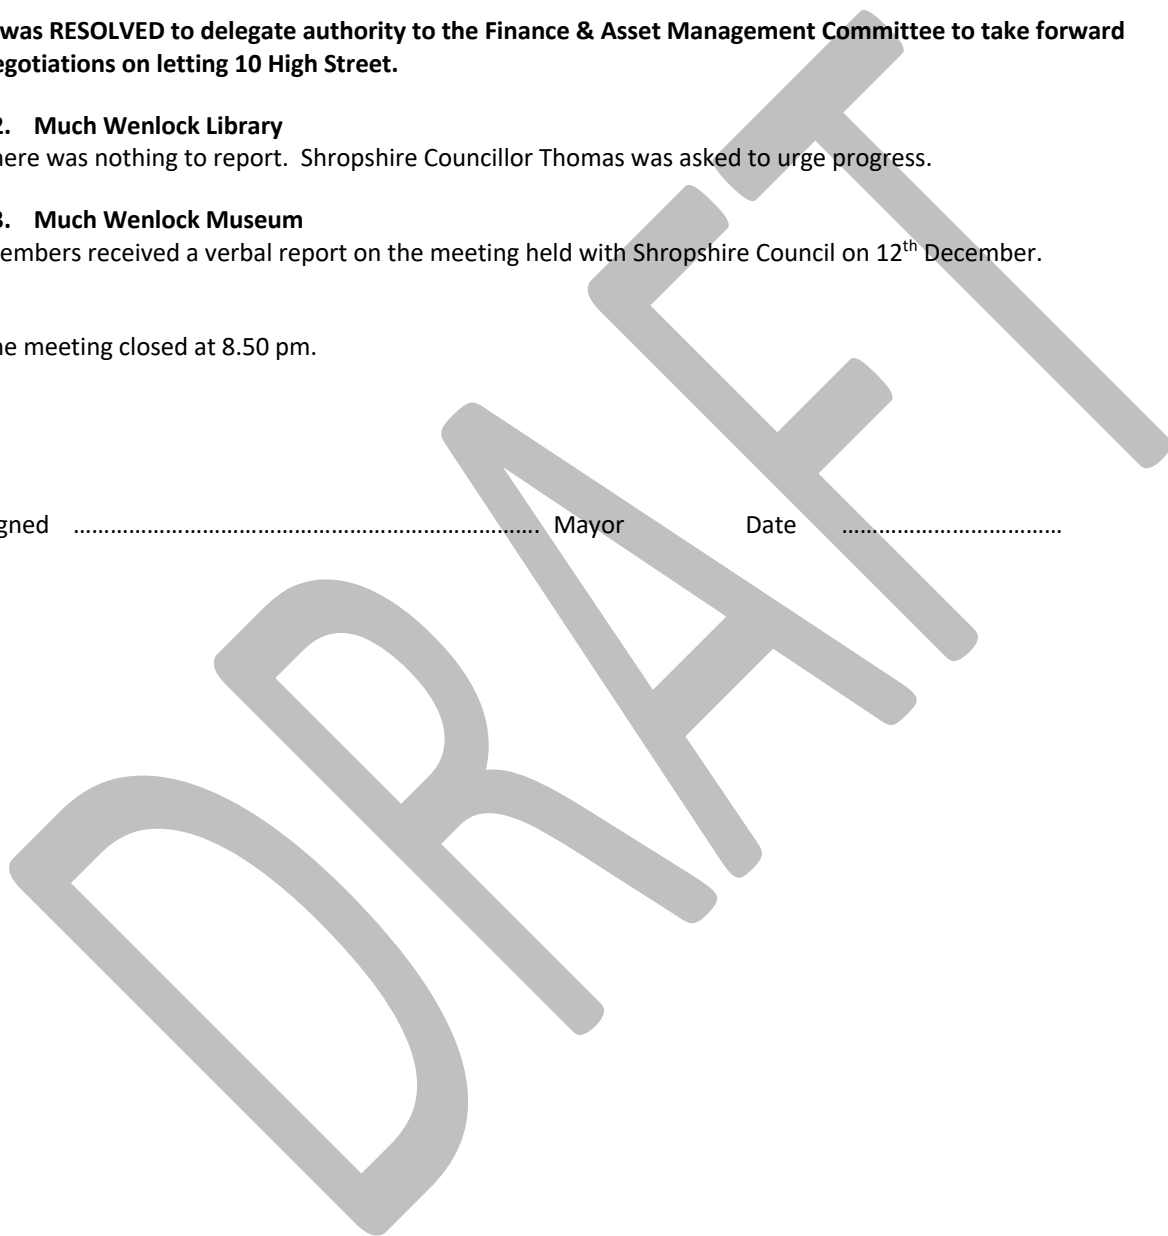 was RESOLVED to delegate authority to the Finance & Asset Management Committee to take forward
egotiations on letting 10 High Street.
2. Much Wenlock Library
here was nothing to report. Shropshire Councillor Thomas was asked to urge progress.
3. Much Wenlock Museum
embers received a verbal report on the meeting held with Shropshire Council on 12th December.
he meeting closed at 8.50 pm.
gned ………………………………………………………………. Mayor Date ………………………………
DRAFT